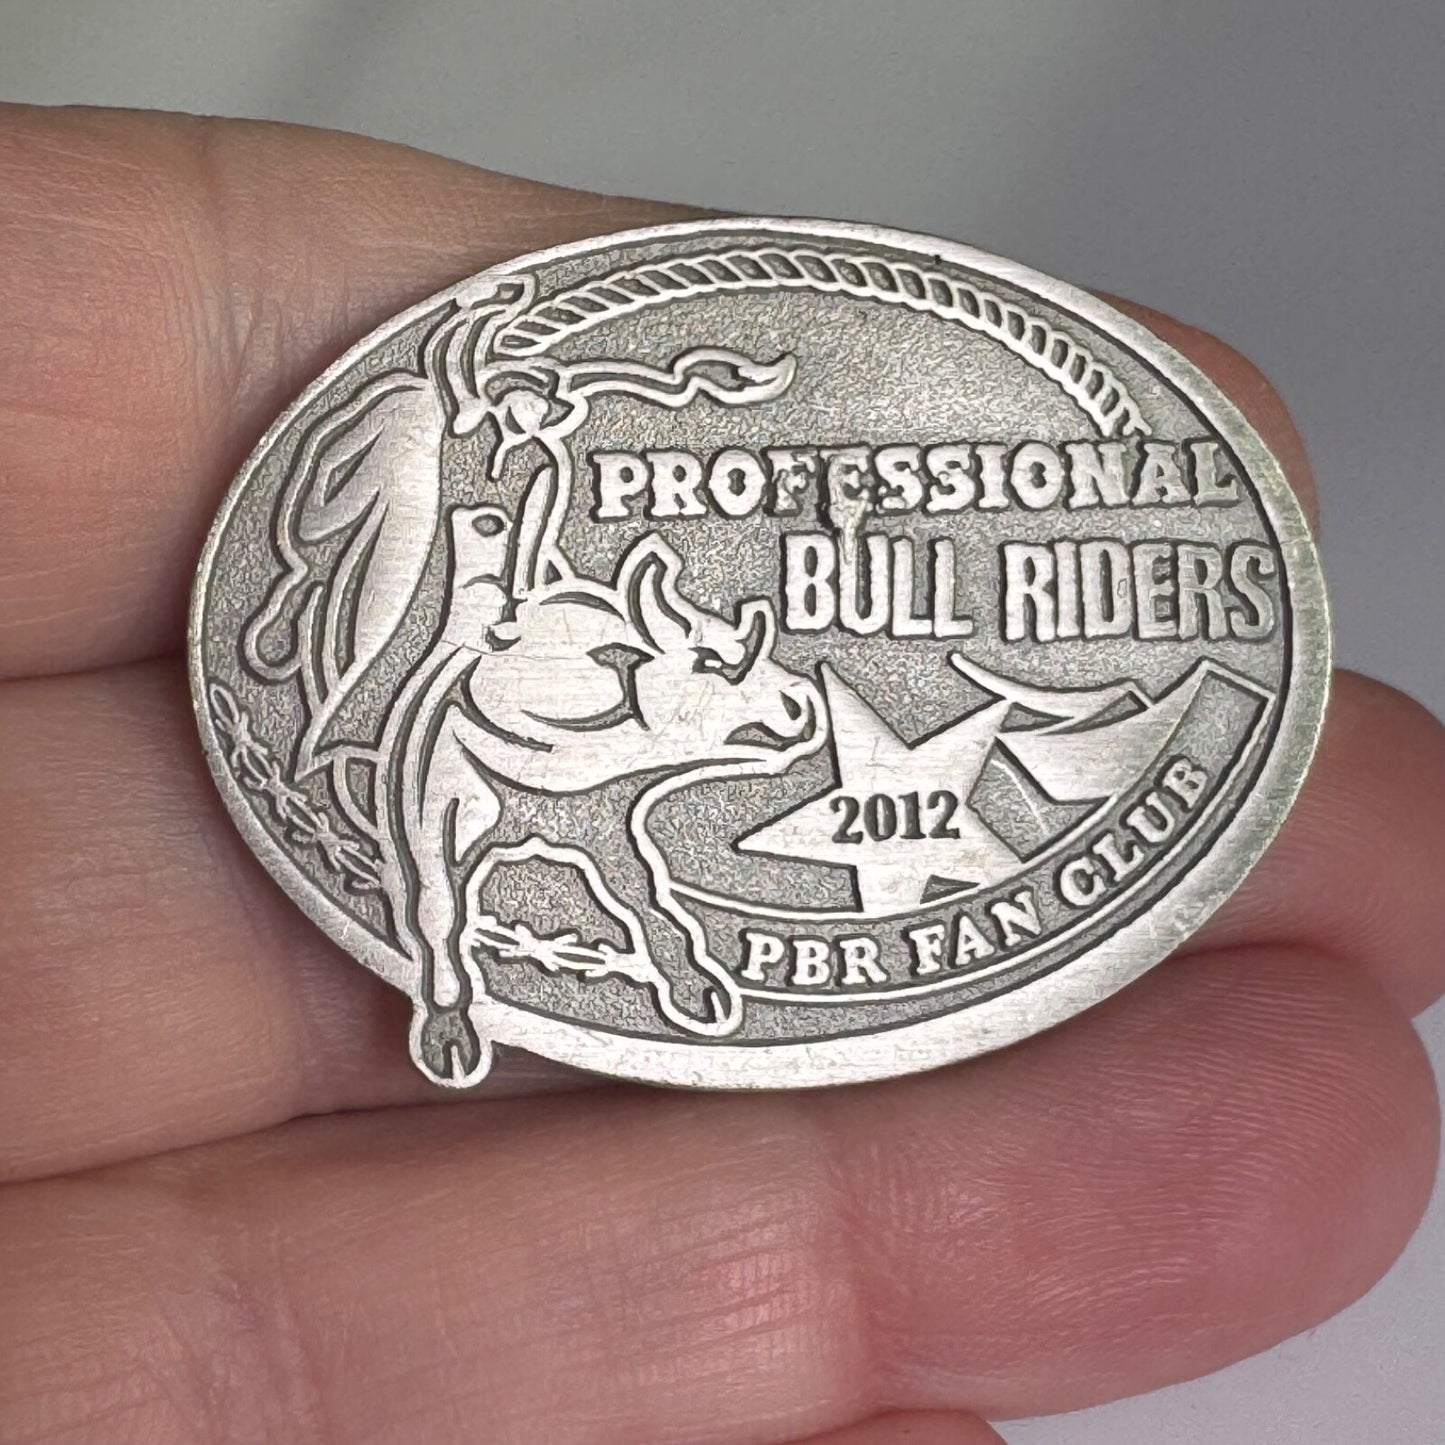 PROFESSIONAL
BULL RIDERS
2012
PBR FAN CLUB